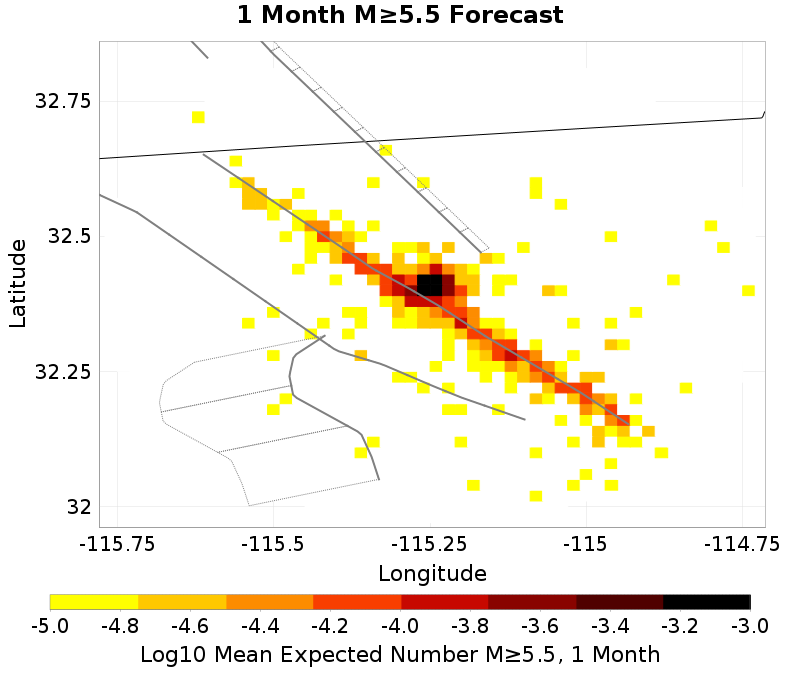 1 Month M≥5.5 Forecast
32.75
32.5
32.25
32
Latitude
-115.75 -115.5 -115.25 -115 -114.75
Longitude
-5.0 -4.8 -4.6 -4.4 -4.2 -4.0 -3.8 -3.6 -3.4 -3.2 -3.0
Log10 Mean Expected Number M≥5.5, 1 Month